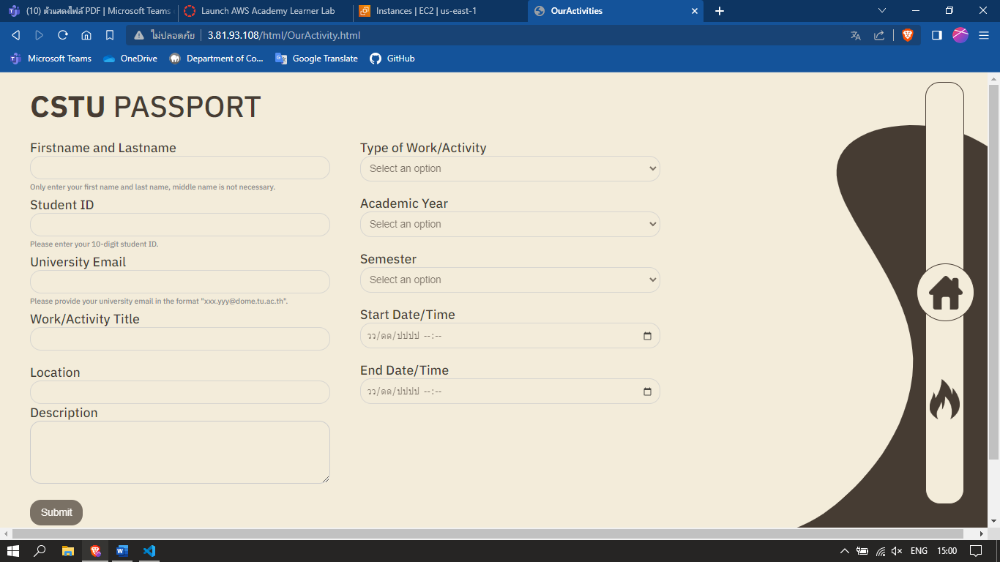 (10) ตัวแสดงไฟล์ PDF | Microsoft Teams
Launch AWS Academy Learner Lab
Instances | EC2 | us-east-1
OurActivities
ไม่ปลอดภัย
3.81.93.108/html/OurActivity.html
Microsoft Teams
OneDrive
Department of Co...
Google Translate
GitHub
CSTU PASSPORT
Firstname and Lastname
Only enter your first name and last name, middle name is not necessary.
Student ID
Please enter your 10-digit student ID.
University Email
Please provide your university email in the format "xxx.yyy@dome.tu.ac.th".
Work/Activity Title
Location
Description
Submit
Type of Work/Activity
Select an option
Academic Year
Select an option
Semester
Select an option
Start Date/Time
วว/ดด/ปปปป --:--
End Date/Time
วว/ดด/ปปปป --:--
ENG
15:00